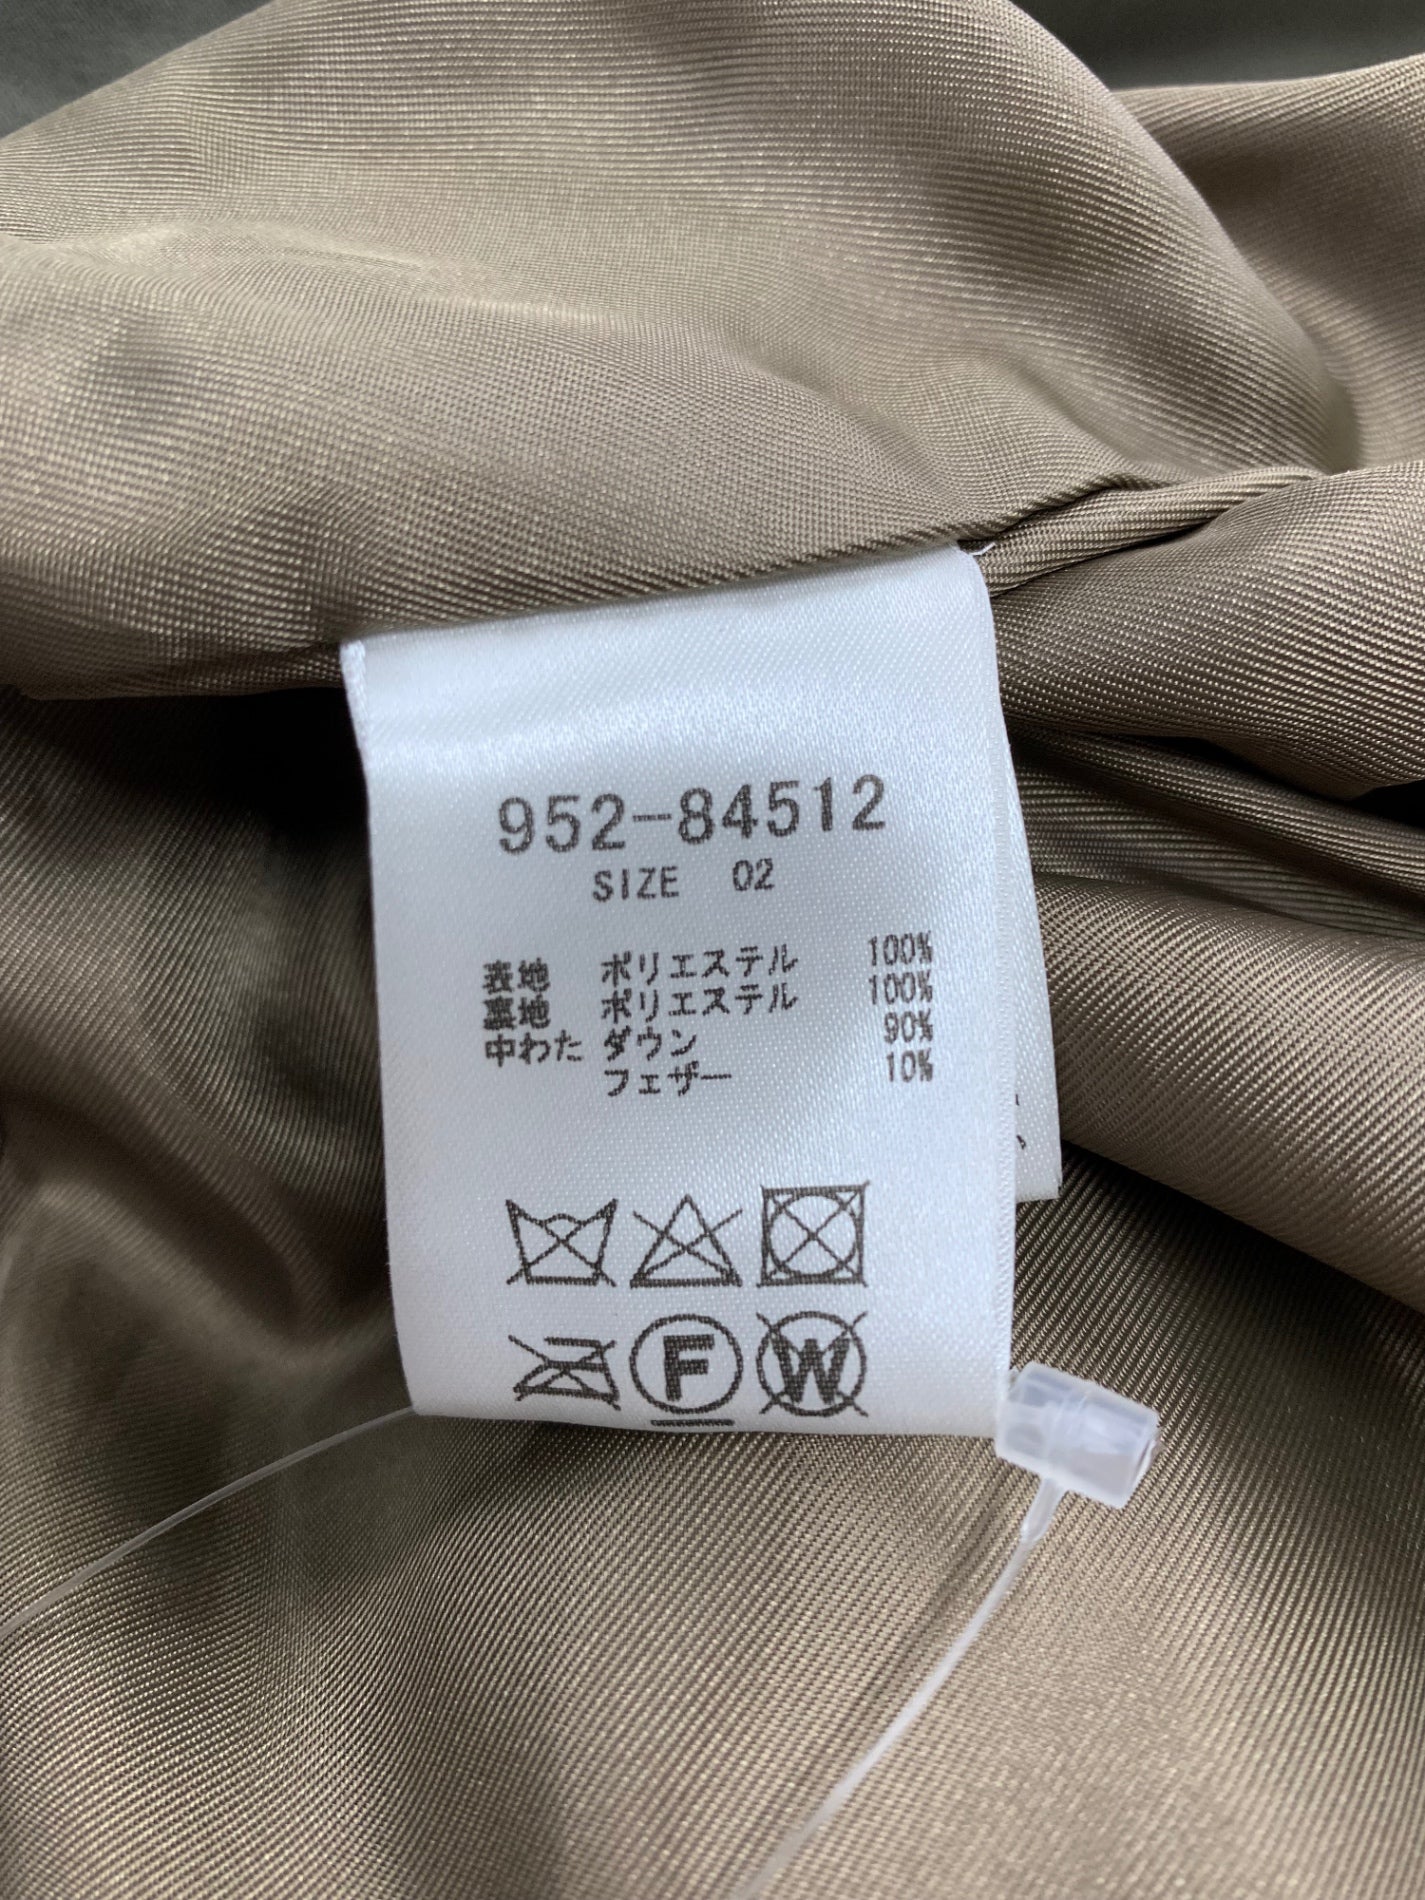 952-84512
SIZE 02
表地 ポリエステル 100%
裏地 ポリエステル 100%
中わた ダウン 90%
フェザー 10%
F W